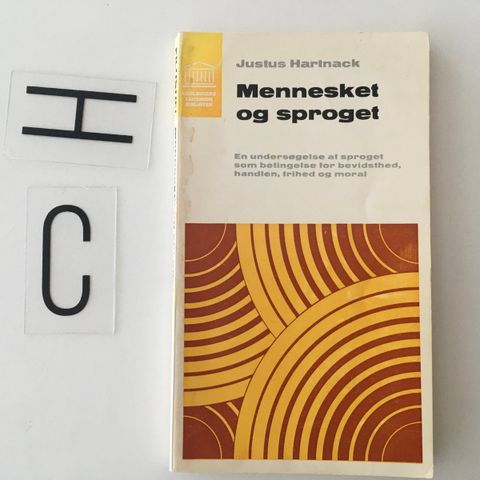 H
C
Justus Hartnack
Mennesket
og sproget
En undersøgelse af sproget
som betingelse for bevidsthed,
handlen, frihed og moral